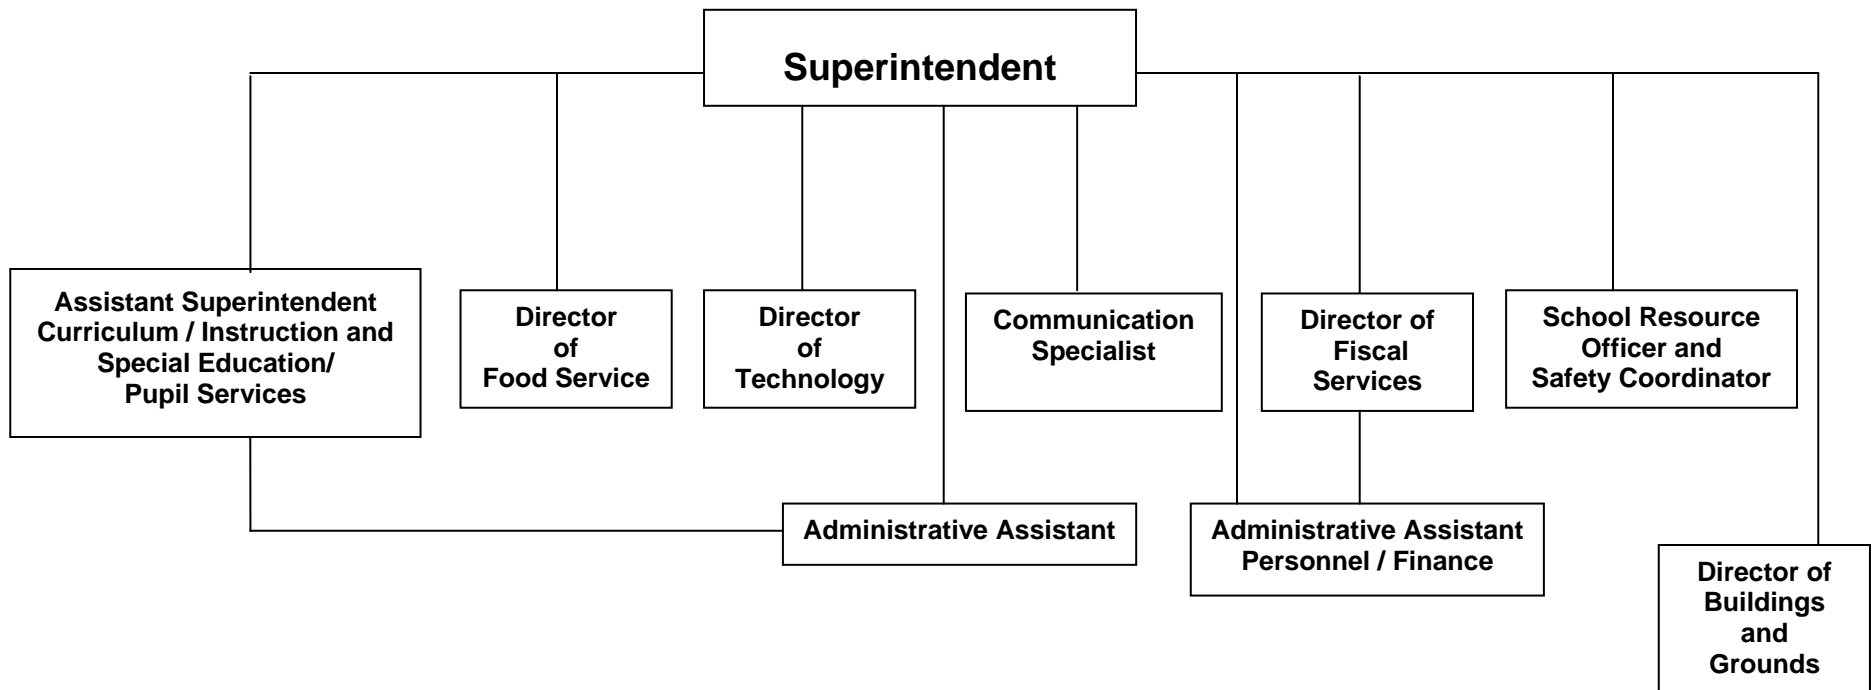 Superintendent
Assistant Superintendent
Curriculum / Instruction and
Special Education/
Pupil Services
Director
of
Food Service
Director
of
Technology
Communication
Specialist
Director of
Fiscal
Services
School Resource
Officer and
Safety Coordinator
Administrative Assistant
Administrative Assistant
Personnel / Finance
Director of
Buildings
and
Grounds